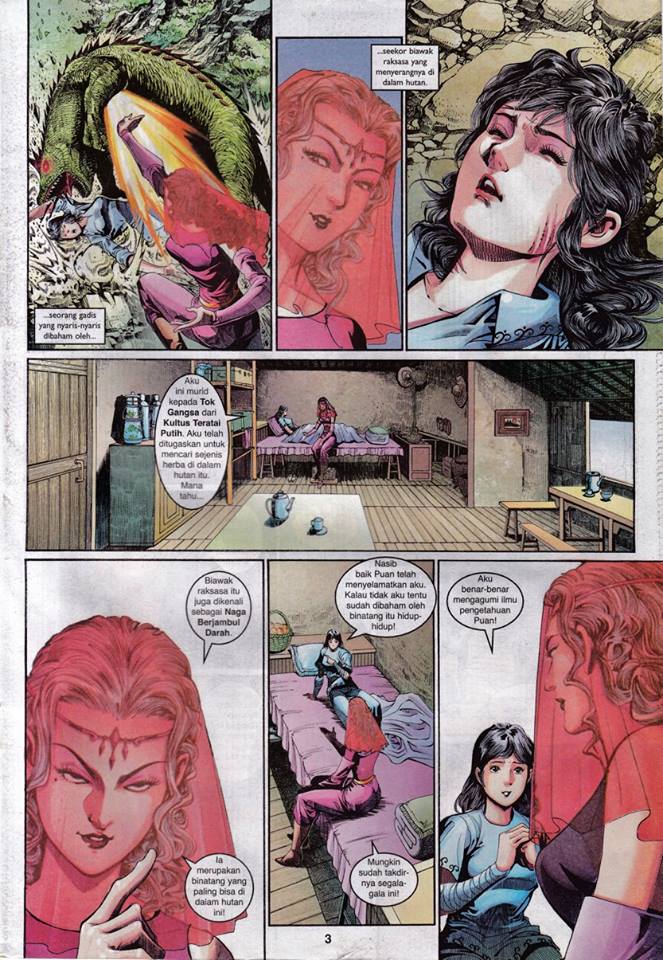 ...seorang gadis
yang nyaris-nyaris
dibaham oleh...
...seekor biawak
raksasa yang
menyerangnya di
dalam hutan.
Aku
ini murid
kepada Tok
Gangsa dari
Kultus Teratai
Putih. Aku telah
ditugaskan untuk
mencari sejenis
herba di dalam
hutan itu.
Mana
tahu...
Biawak
raksasa itu
juga dikenali
sebagai Naga
Berjambul
Darah.
Ia
merupakan
binatang yang
paling bisa di
dalam hutan
ini!
Nasib
baik Puan telah
menyelamatkan aku.
Kalau tidak aku tentu
sudah dibaham oleh
binatang itu hidup-
hidup!
Mungkin
sudah takdir-
nya segala-
gala ini!
Aku
benar-benar
mengagumi ilmu
pengetahuan
Puan!
3